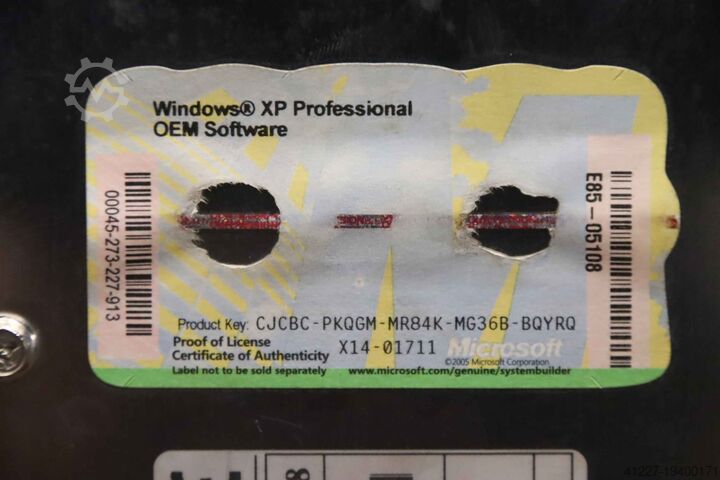 Windows® XP Professional
OEM Software
00045-273-227-913
E85-05108
Product Key: CJCBC-PKQGM-MR84K-MG36B-BQYRQ
Proof of License
Certificate of Authenticity
Label not to be sold separately
X14-01711
Microsoft
©2005 Microsoft Corporation
www.microsoft.com/genuine/systembuilder
8
41227-19400171